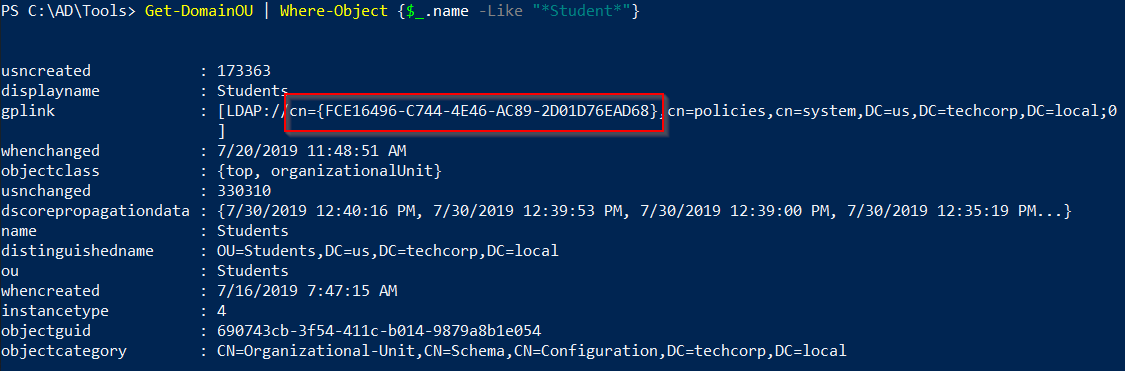 PS C:\AD\Tools> Get-DomainOU | Where-Object {$_.name -Like "*Student*"}
usncreated : 173363
displayname : Students
gplink : [LDAP://cn={FCE16496-C744-4E46-AC89-2D01D76EAD68},cn=policies,cn=system,DC=us,DC=techcorp,DC=local;0
]
whenchanged : 7/20/2019 11:48:51 AM
objectclass : {top, organizationalUnit}
usnchanged : 330310
dscorepropagationdata : {7/30/2019 12:40:16 PM, 7/30/2019 12:39:53 PM, 7/30/2019 12:39:00 PM, 7/30/2019 12:35:19 PM...}
name : Students
distinguishedname : OU=Students,DC=us,DC=techcorp,DC=local
ou : Students
whencreated : 7/16/2019 7:47:15 AM
instancetype : 4
objectguid : 690743cb-3f54-411c-b014-9879a8b1e054
objectcategory : CN=Organizational-Unit,CN=Schema,CN=Configuration,DC=techcorp,DC=local